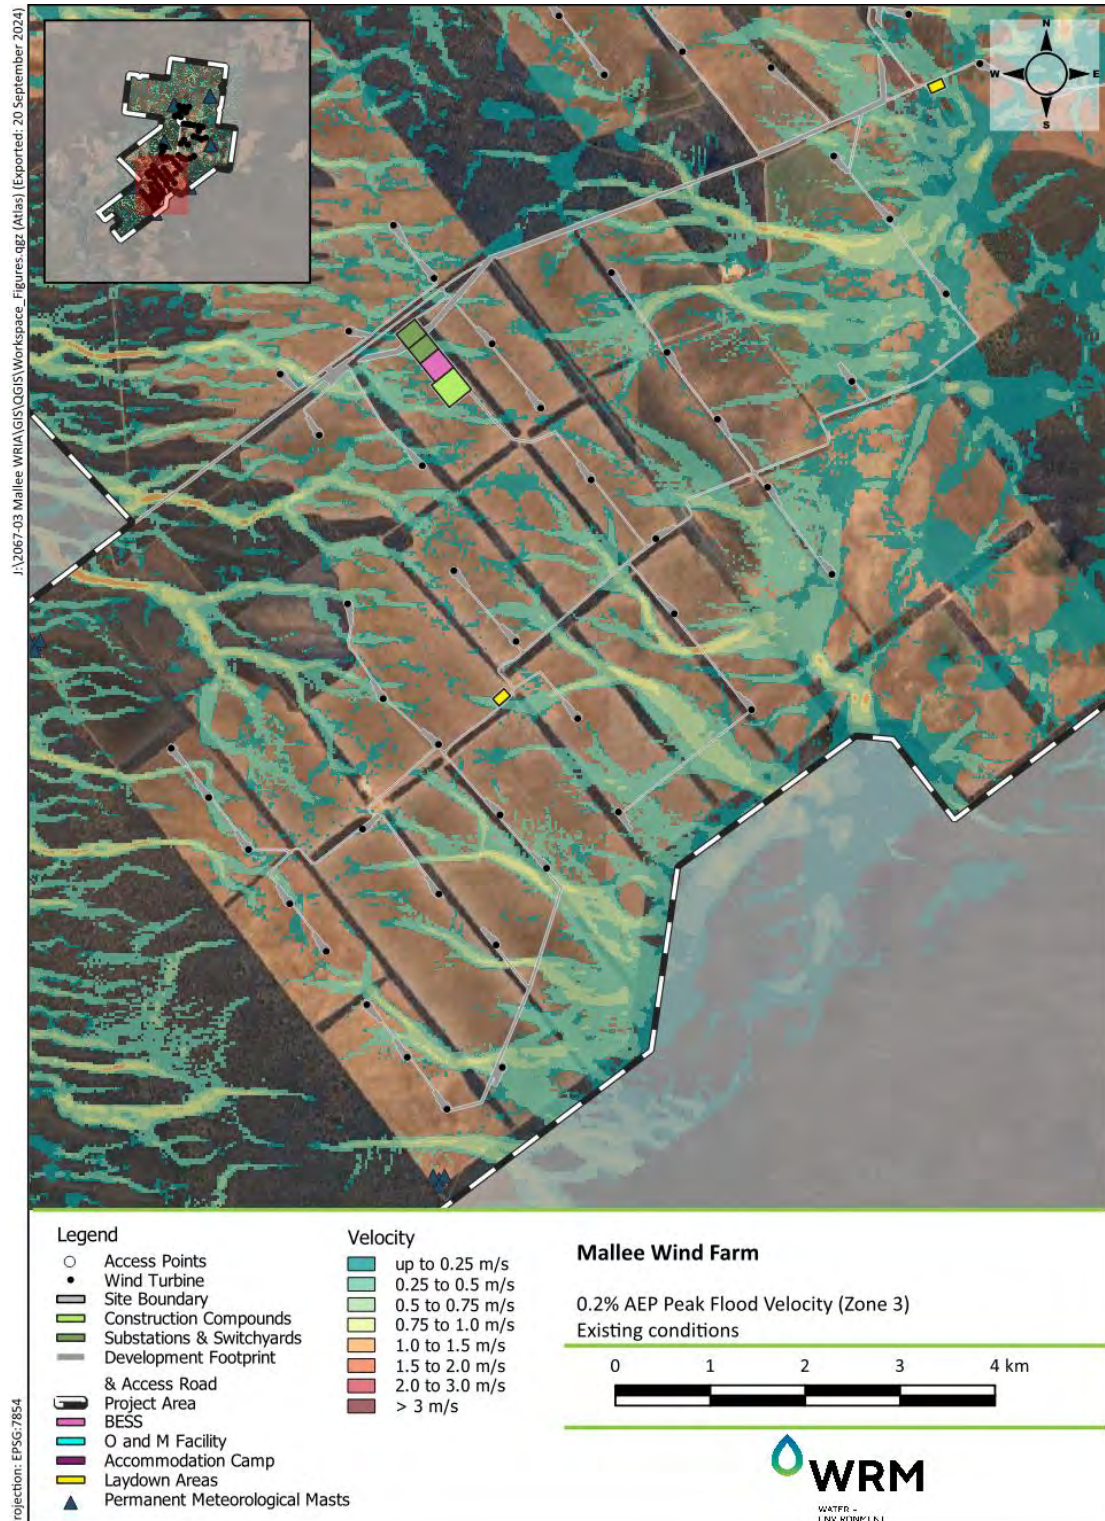 J:\2067-03 Mallee WRIA\GIS\QGIS\Workspace_Figures.qgz (Atlas) (Exported: 20 September 2024)
N
W
E
S
Legend
Access Points
Wind Turbine
Site Boundary
Construction Compounds
Substations & Switchyards
Development Footprint
& Access Road
Project Area
BESS
O and M Facility
Accommodation Camp
Laydown Areas
Permanent Meteorological Masts
Velocity
up to 0.25 m/s
0.25 to 0.5 m/s
0.5 to 0.75 m/s
0.75 to 1.0 m/s
1.0 to 1.5 m/s
1.5 to 2.0 m/s
2.0 to 3.0 m/s
> 3 m/s
Mallee Wind Farm
0.2% AEP Peak Flood Velocity (Zone 3)
Existing conditions
0 1 2 3 4 km
WRM
WATER +
ENVIRONMENT
rojection: EPSG:7854